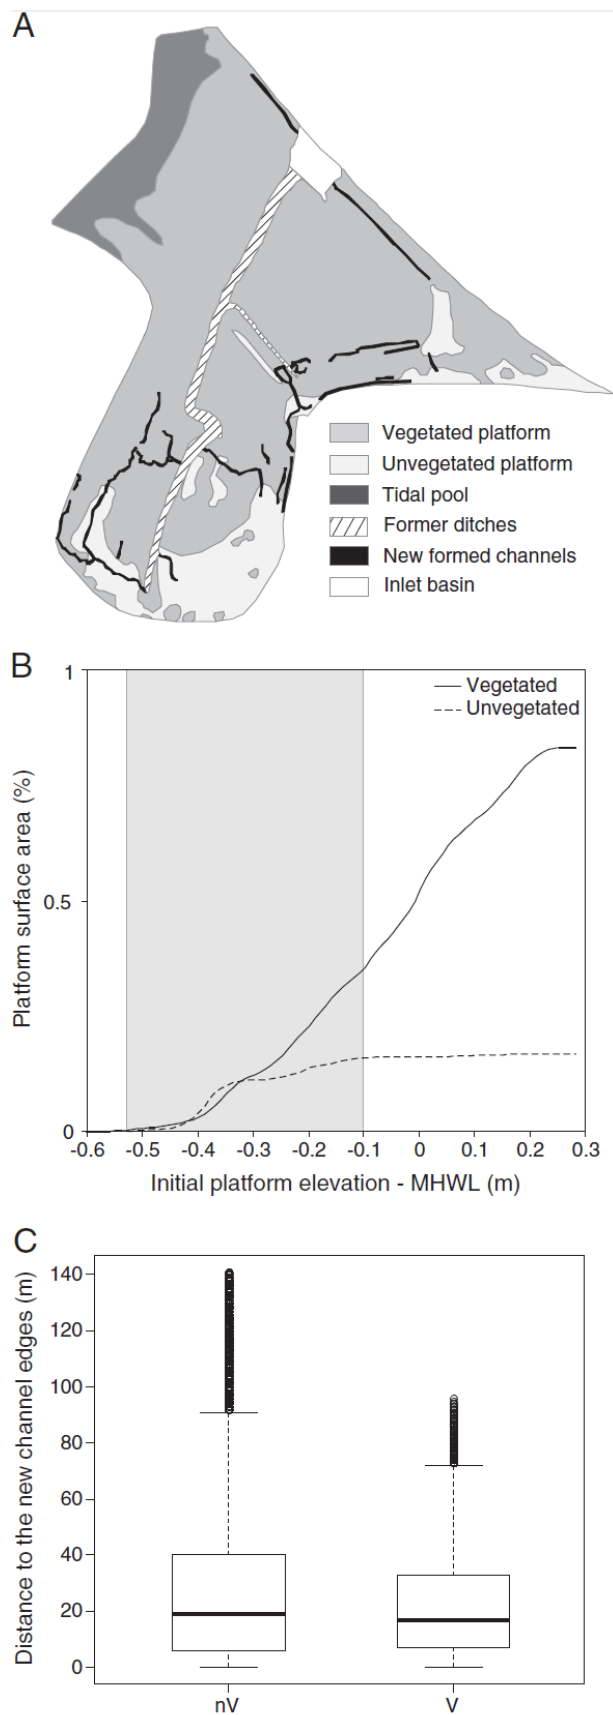 A
Vegetated platform
Unvegetated platform
Tidal pool
Former ditches
New formed channels
Inlet basin
B
1
0.5
0
Platform surface area (%)
Vegetated
Unvegetated
-0.6 -0.5 -0.4 -0.3 -0.2 -0.1 0 0.1 0.2 0.3
Initial platform elevation - MHWL (m)
C
140
120
100
80
60
40
20
0
Distance to the new channel edges (m)
nV V